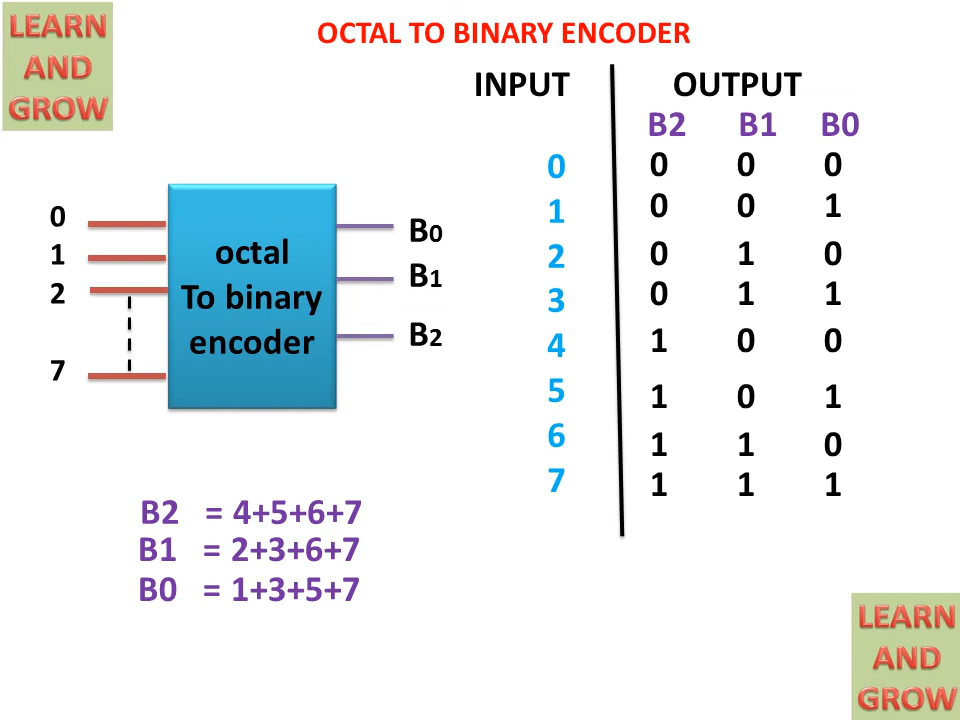 LEARN
AND
GROW
OCTAL TO BINARY ENCODER
INPUT OUTPUT
B2 B1 B0
0 0 0 0
1 0 0 1
2 0 1 0
3 0 1 1
4 1 0 0
5 1 0 1
6 1 1 0
7 1 1 1
0
1
2
7
octal
To binary
encoder
B0
B1
B2
B2 = 4+5+6+7
B1 = 2+3+6+7
B0 = 1+3+5+7
LEARN
AND
GROW